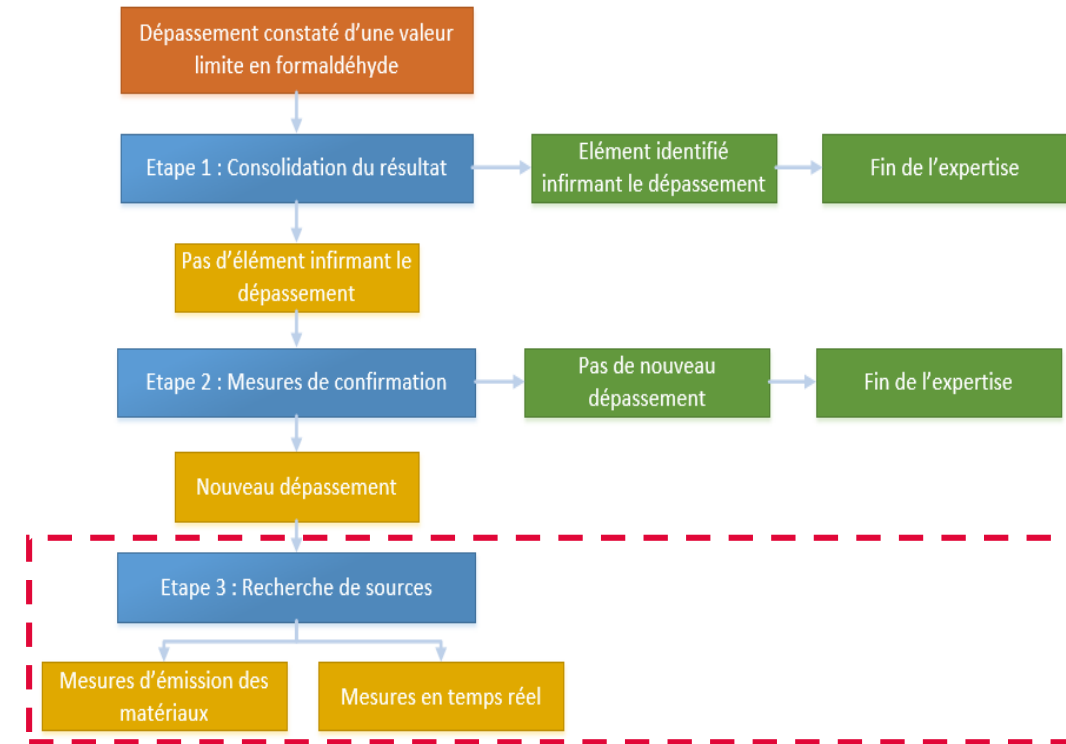 Dépassement constaté d'une valeur
limite en formaldéhyde
Etape 1 : Consolidation du résultat
Elément identifié
infirmant le dépassement
Fin de l'expertise
Pas d'élément infirmant le
dépassement
Etape 2 : Mesures de confirmation
Pas de nouveau
dépassement
Fin de l'expertise
Nouveau dépassement
Etape 3 : Recherche de sources
Mesures d'émission des
matériaux
Mesures en temps réel